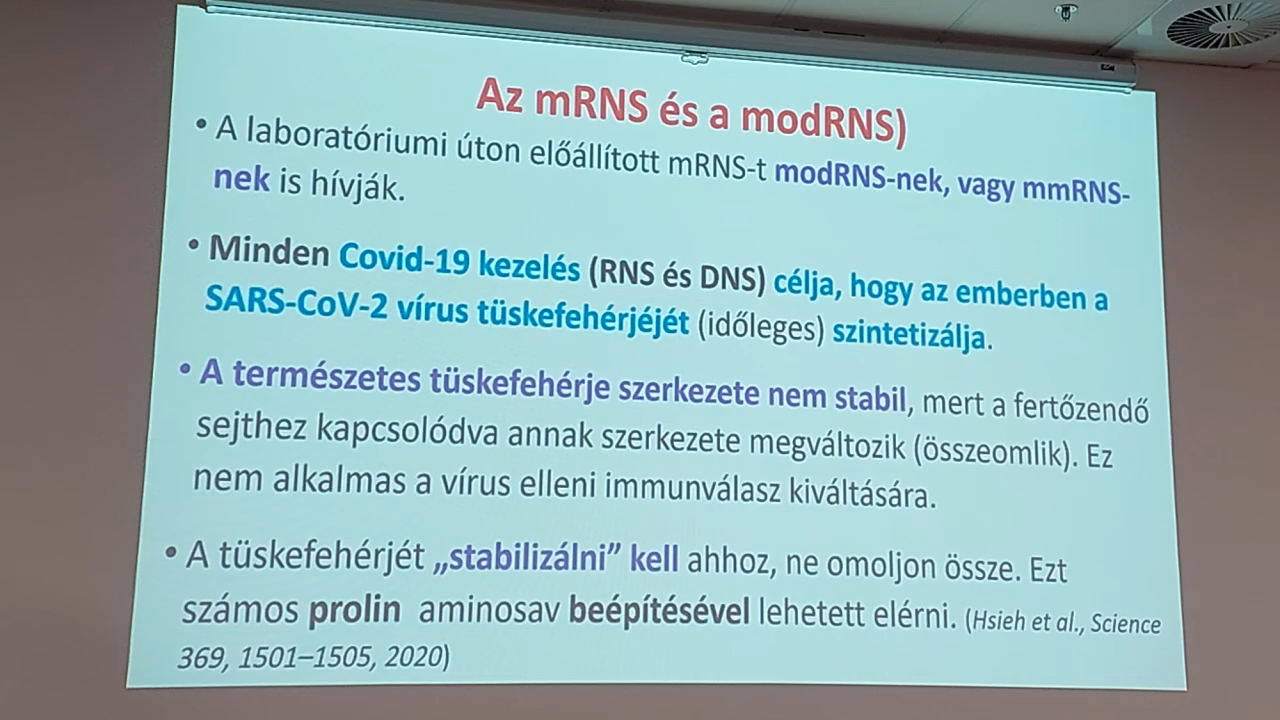 Az mRNS és a modRNS)
• A laboratóriumi úton előállított mRNS-t modRNS-nek, vagy mmRNS-
nek is hívják.
• Minden Covid-19 kezelés (RNS és DNS) célja, hogy az emberben a
SARS-CoV-2 vírus tüskefehérjéjét (időleges) szintetizálja.
• A természetes tüskefehérje szerkezete nem stabil, mert a fertőzendő
sejthez kapcsolódva annak szerkezete megváltozik (összeomlik). Ez
nem alkalmas a vírus elleni immunválasz kiváltására.
• A tüskefehérjét „stabilizálni” kell ahhoz, ne omoljon össze. Ezt
számos prolin aminosav beépítésével lehetett elérni. (Hsieh et al., Science
369, 1501–1505, 2020)